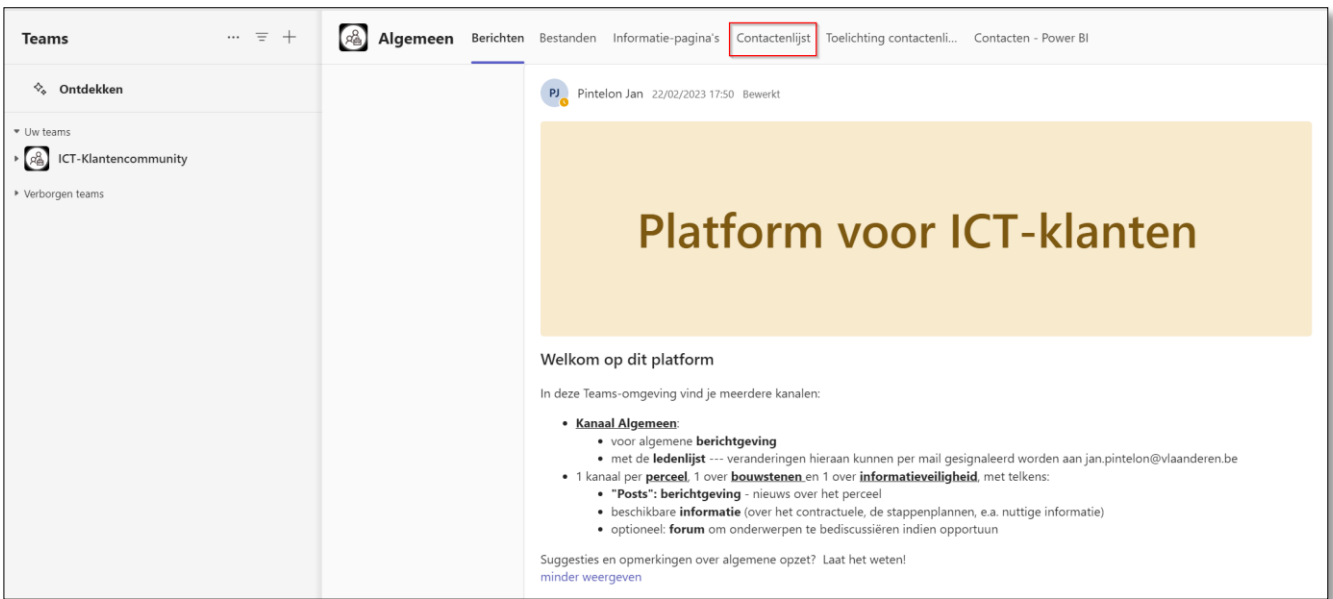 Teams
Algemeen Berichten Bestanden Informatie-pagina's Contactenlijst Toelichting contactenli... Contacten - Power BI
Ontdekken
Uw teams
ICT-Klantencommunity
Verborgen teams
PJ Pintelon Jan 22/02/2023 17:50 Bewerkt
Platform voor ICT-klanten
Welkom op dit platform
In deze Teams-omgeving vind je meerdere kanalen:
• Kanaal Algemeen:
• voor algemene berichtgeving
• met de ledenlijst --- veranderingen hieraan kunnen per mail gesignaleerd worden aan jan.pintelon@vlaanderen.be
• 1 kanaal per perceel, 1 over bouwstenen en 1 over informatieveiligheid, met telkens:
• "Posts": berichtgeving - nieuws over het perceel
• beschikbare informatie (over het contractuele, de stappenplannen, e.a. nuttige informatie)
• optioneel: forum om onderwerpen te bediscussiëren indien opportuun
Suggesties en opmerkingen over algemene opzet? Laat het weten!
minder weergeven